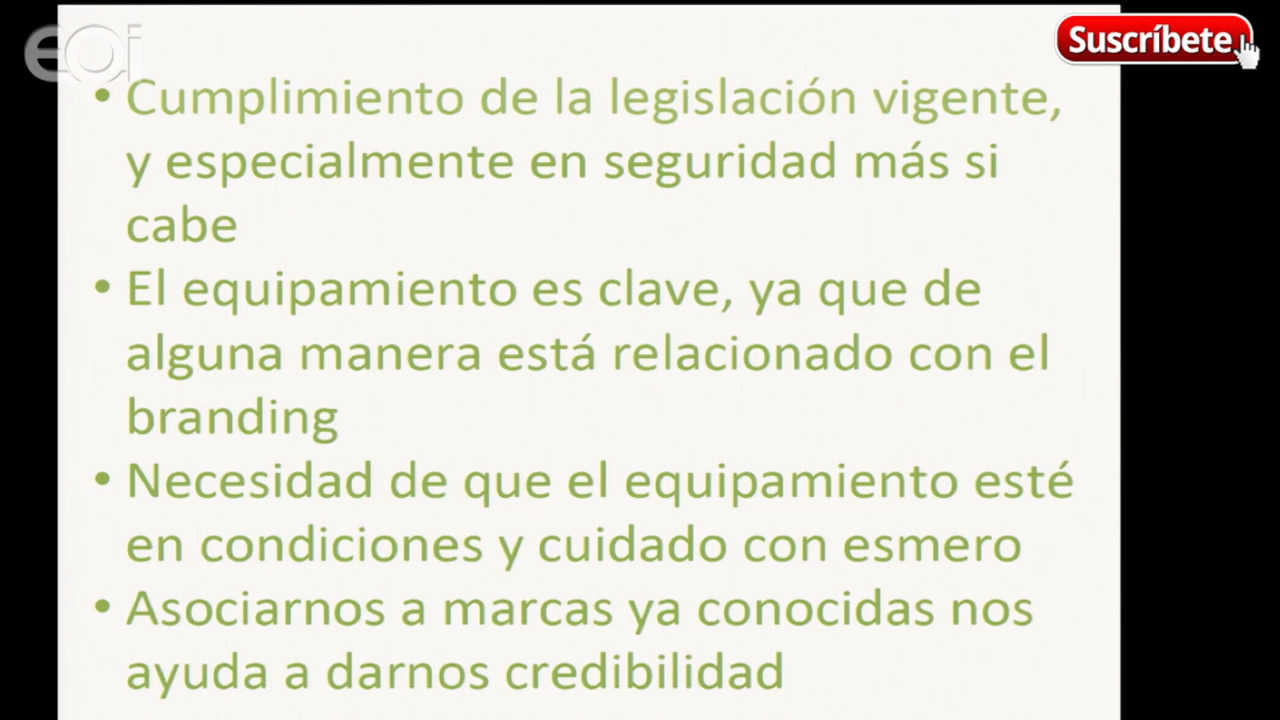 eoi
Suscríbete
• Cumplimiento de la legislación vigente,
y especialmente en seguridad más si
cabe
• El equipamiento es clave, ya que de
alguna manera está relacionado con el
branding
• Necesidad de que el equipamiento esté
en condiciones y cuidado con esmero
• Asociarnos a marcas ya conocidas nos
ayuda a darnos credibilidad